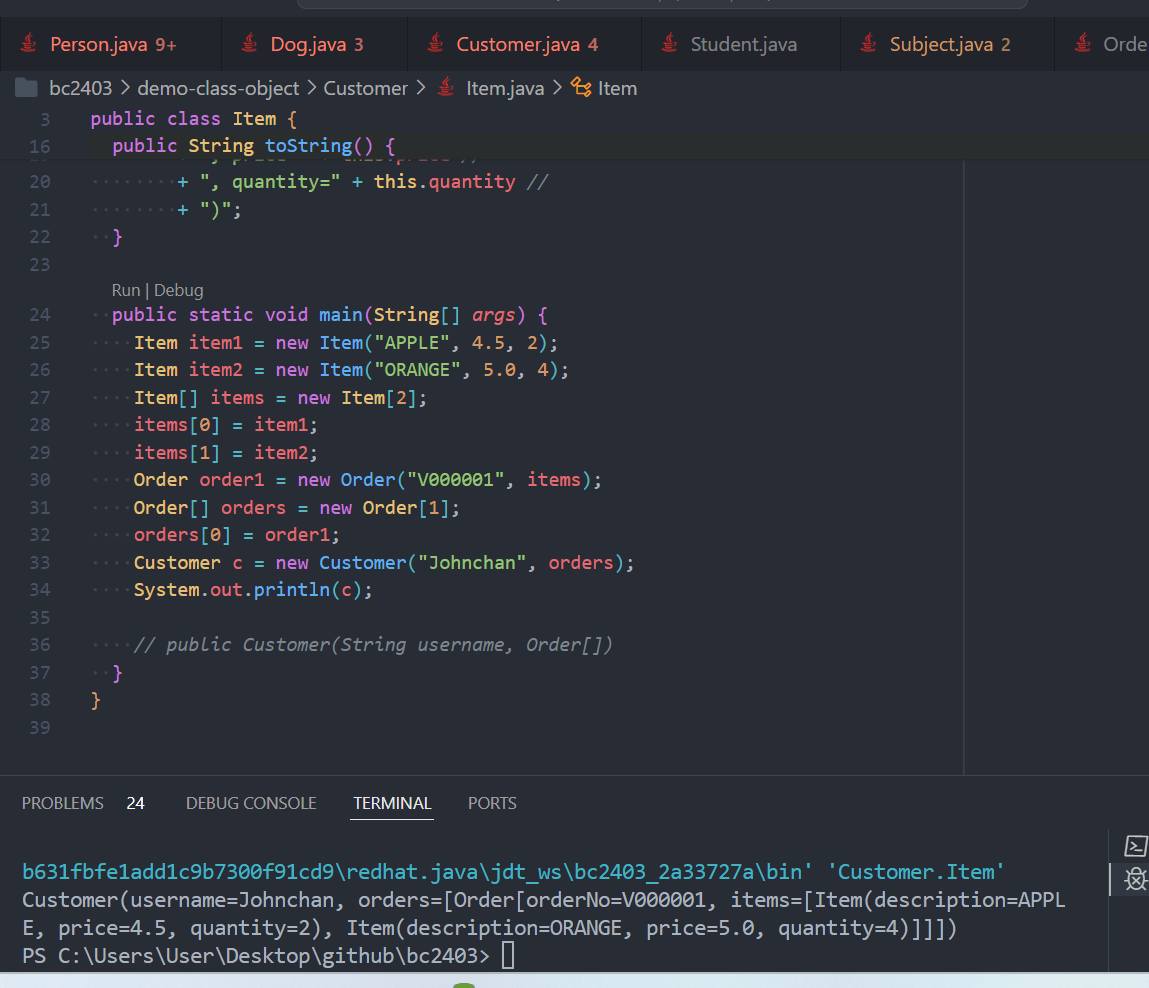 Person.java 9+ Dog.java 3 Customer.java 4 Student.java Subject.java 2 Orde
bc2403 > demo-class-object > Customer > Item.java > Item
3 public class Item {
16 public String toString() {
20 + ", quantity=" + this.quantity //
21 + ")";
22 }
23
Run | Debug
24 public static void main(String[] args) {
25 Item item1 = new Item("APPLE", 4.5, 2);
26 Item item2 = new Item("ORANGE", 5.0, 4);
27 Item[] items = new Item[2];
28 items[0] = item1;
29 items[1] = item2;
30 Order order1 = new Order("V000001", items);
31 Order[] orders = new Order[1];
32 orders[0] = order1;
33 Customer c = new Customer("Johnchan", orders);
34 System.out.println(c);
35
36 // public Customer(String username, Order[])
37 }
38 }
39
PROBLEMS 24 DEBUG CONSOLE TERMINAL PORTS
b631fbfe1add1c9b7300f91cd9\redhat.java\jdt_ws\bc2403_2a33727a\bin' 'Customer.Item'
Customer(username=Johnchan, orders=[Order[orderNo=V000001, items=[Item(description=APPL
E, price=4.5, quantity=2), Item(description=ORANGE, price=5.0, quantity=4)]]])
PS C:\Users\User\Desktop\github\bc2403>